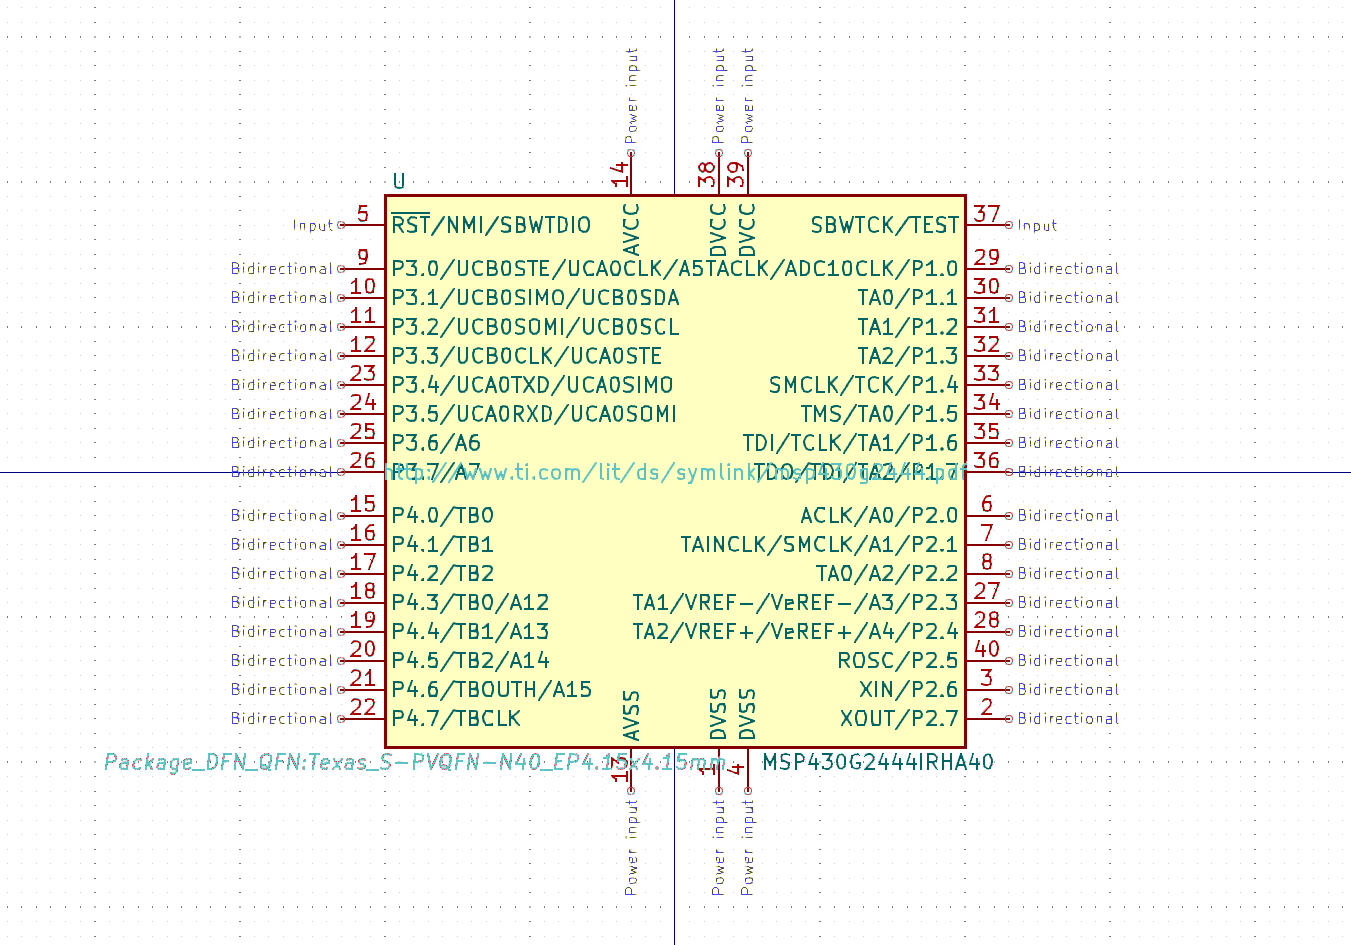 Power input
Power input
Power input
14
38
39
U
AVCC
DVCC
DVCC
Input 5 RST/NMI/SBWTDIO SBWTCK/TEST 37 Input
Bidirectional 9 P3.0/UCB0STE/UCA0CLK/A5TACLK/ADC10CLK/P1.0 29 Bidirectional
Bidirectional 10 P3.1/UCB0SIMO/UCB0SDA TA0/P1.1 30 Bidirectional
Bidirectional 11 P3.2/UCB0SOMI/UCB0SCL TA1/P1.2 31 Bidirectional
Bidirectional 12 P3.3/UCB0CLK/UCA0STE TA2/P1.3 32 Bidirectional
Bidirectional 23 P3.4/UCA0TXD/UCA0SIMO SMCLK/TCK/P1.4 33 Bidirectional
Bidirectional 24 P3.5/UCA0RXD/UCA0SOMI TMS/TA0/P1.5 34 Bidirectional
Bidirectional 25 P3.6/A6 TDI/TCLK/TA1/P1.6 35 Bidirectional
Bidirectional 26 P3.7/A7 TDO/TDI/TA2/P1.7 36 Bidirectional
http://www.ti.com/lit/ds/symlink/msp430g2444.pdf
Bidirectional 15 P4.0/TB0 ACLK/A0/P2.0 6 Bidirectional
Bidirectional 16 P4.1/TB1 TAINCLK/SMCLK/A1/P2.1 7 Bidirectional
Bidirectional 17 P4.2/TB2 TA0/A2/P2.2 8 Bidirectional
Bidirectional 18 P4.3/TB0/A12 TA1/VREF-/VeREF-/A3/P2.3 27 Bidirectional
Bidirectional 19 P4.4/TB1/A13 TA2/VREF+/VeREF+/A4/P2.4 28 Bidirectional
Bidirectional 20 P4.5/TB2/A14 ROSC/P2.5 40 Bidirectional
Bidirectional 21 P4.6/TBOUTH/A15 XIN/P2.6 3 Bidirectional
Bidirectional 22 P4.7/TBCLK XOUT/P2.7 2 Bidirectional
AVSS
DVSS
DVSS
Package_DFN_QFN:Texas_S-PVQFN-N40_EP4.15x4.15mm
MSP430G2444IRHA40
13
1
4
Power input
Power input
Power input